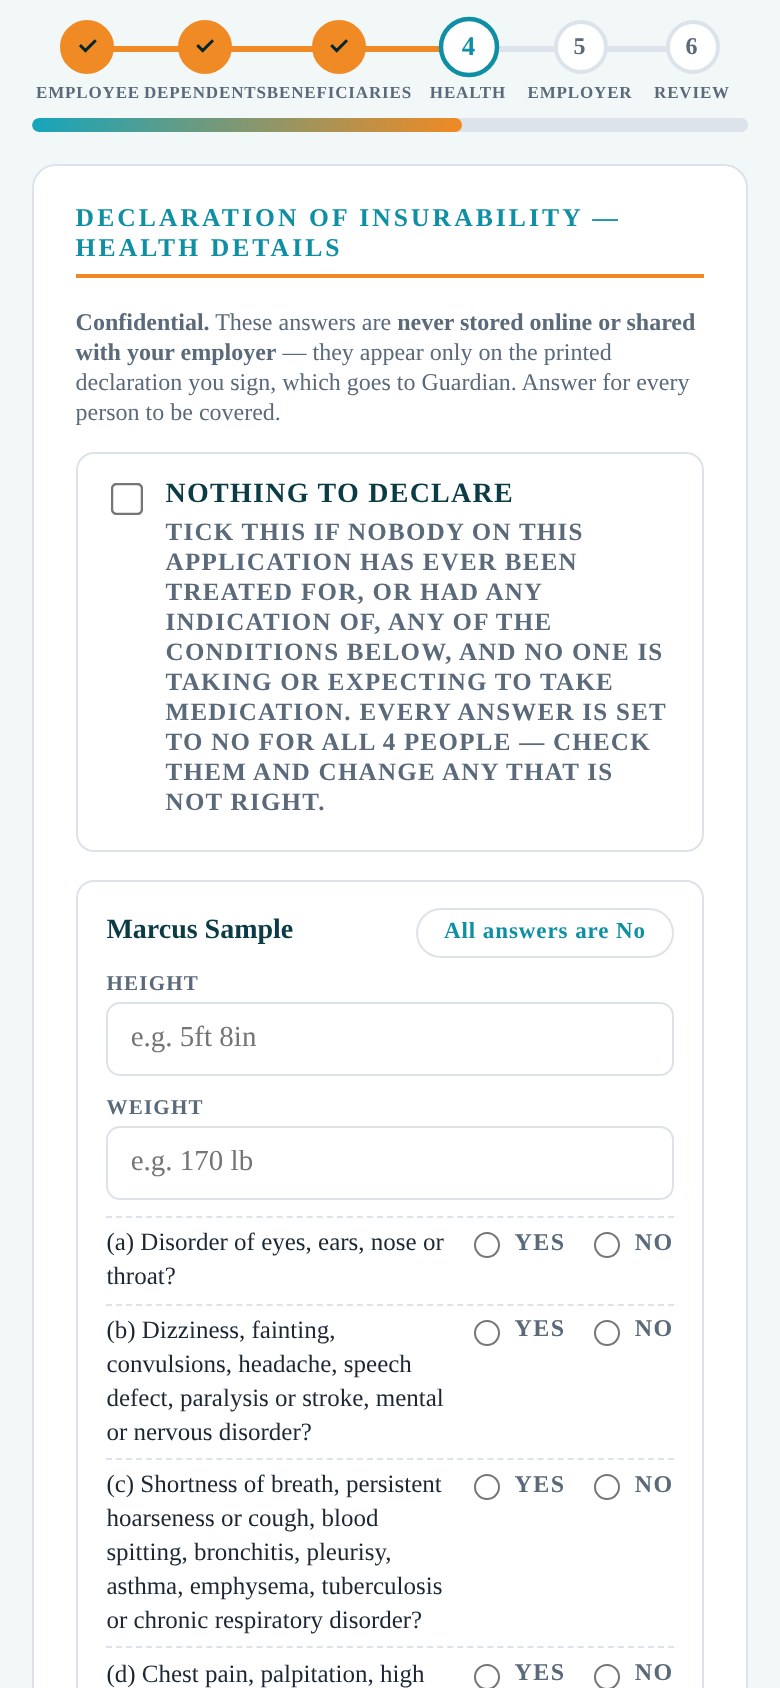 4 5 6
EMPLOYEE DEPENDENTS BENEFICIARIES HEALTH EMPLOYER REVIEW
DECLARATION OF INSURABILITY —
HEALTH DETAILS
Confidential. These answers are never stored online or shared
with your employer — they appear only on the printed
declaration you sign, which goes to Guardian. Answer for every
person to be covered.
NOTHING TO DECLARE
TICK THIS IF NOBODY ON THIS
APPLICATION HAS EVER BEEN
TREATED FOR, OR HAD ANY
INDICATION OF, ANY OF THE
CONDITIONS BELOW, AND NO ONE IS
TAKING OR EXPECTING TO TAKE
MEDICATION. EVERY ANSWER IS SET
TO NO FOR ALL 4 PEOPLE — CHECK
THEM AND CHANGE ANY THAT IS
NOT RIGHT.
Marcus Sample All answers are No
HEIGHT
e.g. 5ft 8in
WEIGHT
e.g. 170 lb
(a) Disorder of eyes, ears, nose or YES NO
throat?
(b) Dizziness, fainting, YES NO
convulsions, headache, speech
defect, paralysis or stroke, mental
or nervous disorder?
(c) Shortness of breath, persistent YES NO
hoarseness or cough, blood
spitting, bronchitis, pleurisy,
asthma, emphysema, tuberculosis
or chronic respiratory disorder?
(d) Chest pain, palpitation, high YES NO